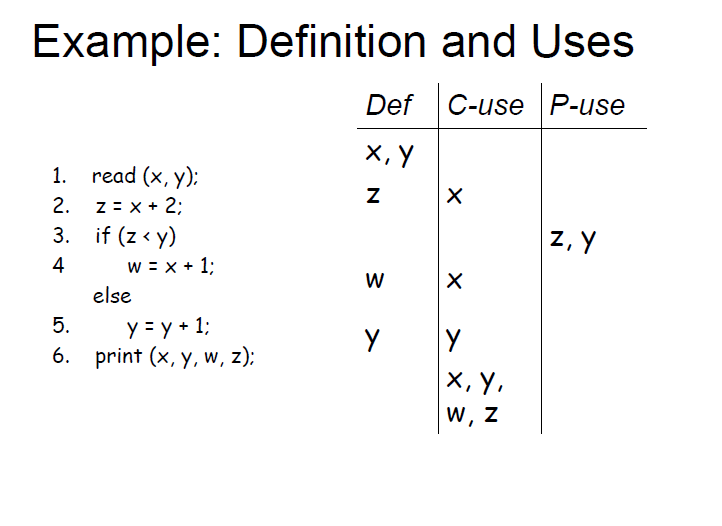 Example: Definition and Uses
Def C-use P-use
x, y
1. read (x, y);
2. z = x + 2;
z x
3. if (z < y)
z, y
4 w = x + 1;
w x
else
5. y = y + 1;
y y
6. print (x, y, w, z);
x, y,
w, z